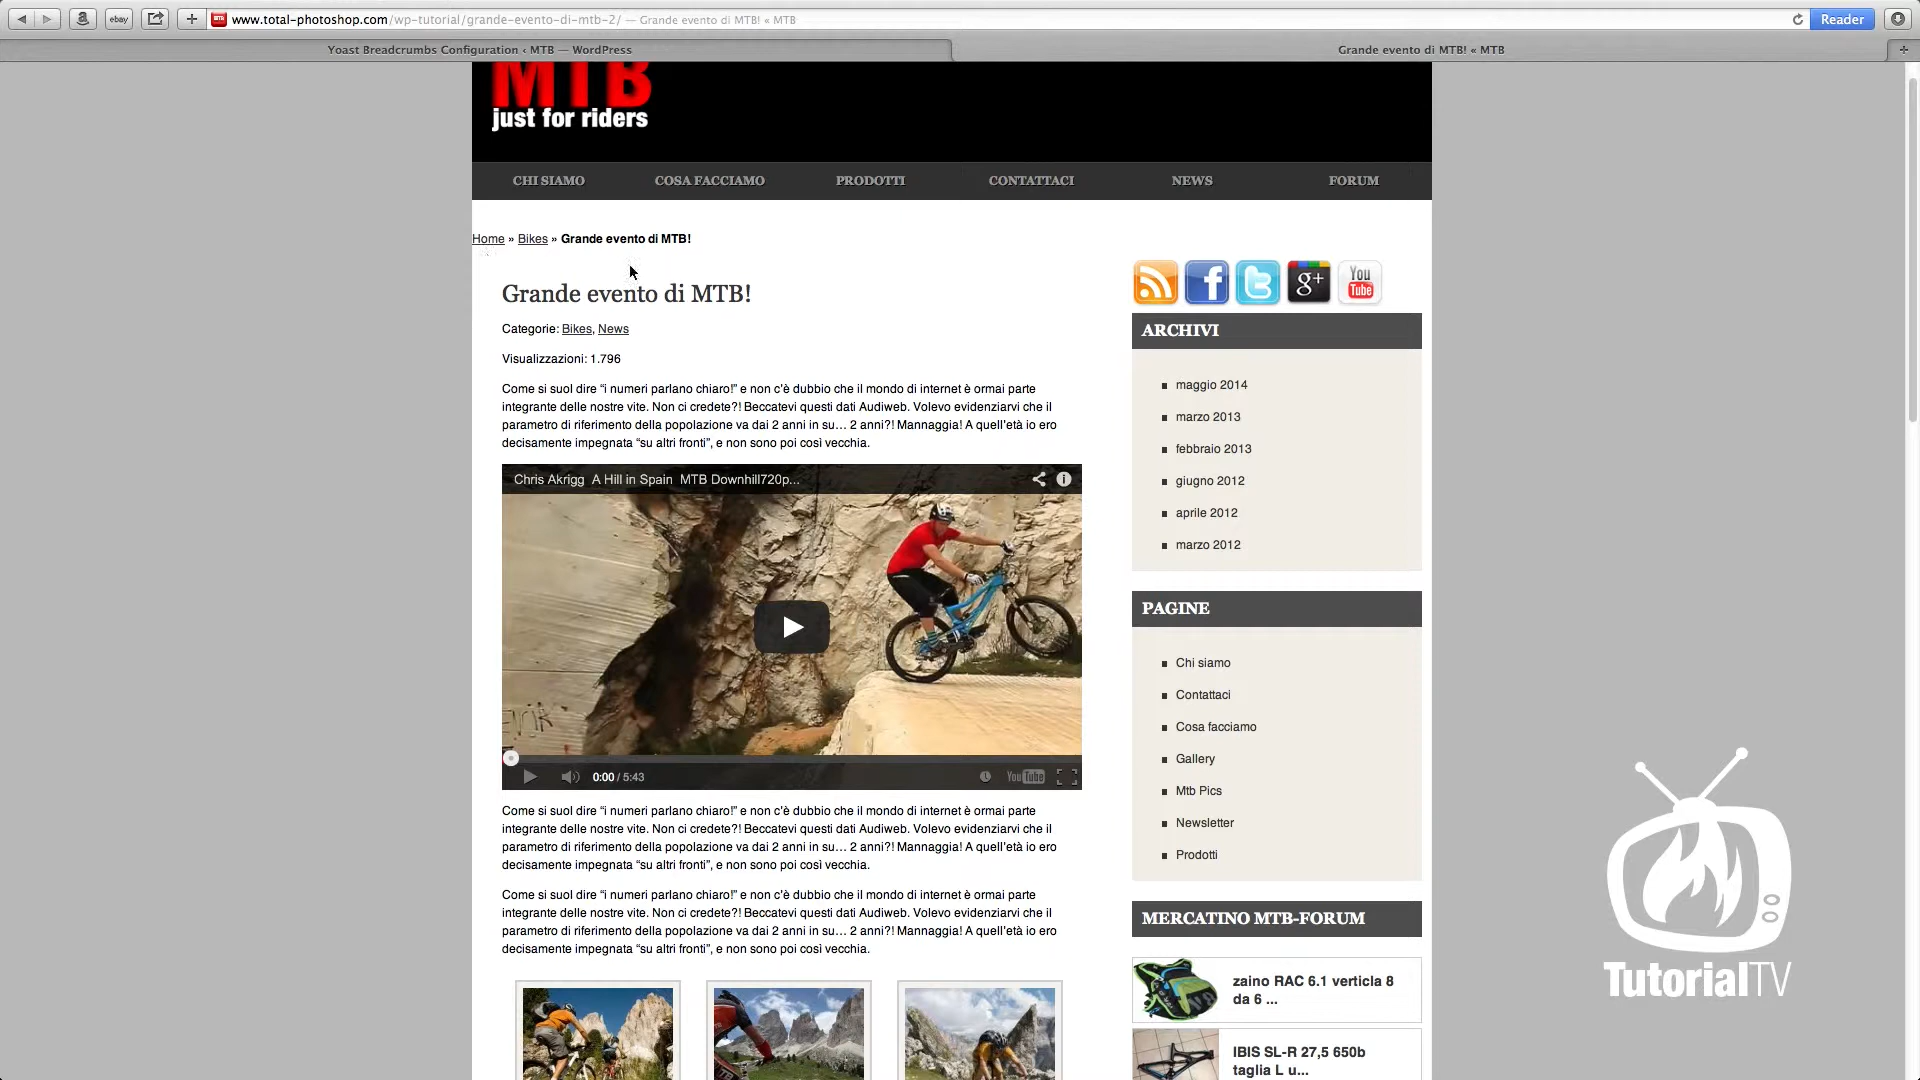 ebay
www.total-photoshop.com/wp-tutorial/grande-evento-di-mtb-2/ — Grande evento di MTB! « MTB
Reader
Yoast Breadcrumbs Configuration ‹ MTB — WordPress
Grande evento di MTB! « MTB
MTB
just for riders
CHI SIAMO
COSA FACCIAMO
PRODOTTI
CONTATTACI
NEWS
FORUM
Home » Bikes » Grande evento di MTB!
Grande evento di MTB!
Categorie: Bikes, News
Visualizzazioni: 1.796
Come si suol dire “i numeri parlano chiaro!” e non c’è dubbio che il mondo di internet è ormai parte
integrante delle nostre vite. Non ci credete?! Beccatevi questi dati Audiweb. Volevo evidenziarvi che il
parametro di riferimento della popolazione va dai 2 anni in su… 2 anni?! Mannaggia! A quell’età io ero
decisamente impegnata “su altri fronti”, e non sono poi così vecchia.
Chris Akrigg A Hill in Spain MTB Downhill720p...
0:00 / 5:43
YouTube
Come si suol dire “i numeri parlano chiaro!” e non c’è dubbio che il mondo di internet è ormai parte
integrante delle nostre vite. Non ci credete?! Beccatevi questi dati Audiweb. Volevo evidenziarvi che il
parametro di riferimento della popolazione va dai 2 anni in su… 2 anni?! Mannaggia! A quell’età io ero
decisamente impegnata “su altri fronti”, e non sono poi così vecchia.
Come si suol dire “i numeri parlano chiaro!” e non c’è dubbio che il mondo di internet è ormai parte
integrante delle nostre vite. Non ci credete?! Beccatevi questi dati Audiweb. Volevo evidenziarvi che il
parametro di riferimento della popolazione va dai 2 anni in su… 2 anni?! Mannaggia! A quell’età io ero
decisamente impegnata “su altri fronti”, e non sono poi così vecchia.
g+
You
Tube
ARCHIVI
maggio 2014
marzo 2013
febbraio 2013
giugno 2012
aprile 2012
marzo 2012
PAGINE
Chi siamo
Contattaci
Cosa facciamo
Gallery
Mtb Pics
Newsletter
Prodotti
MERCATINO MTB-FORUM
zaino RAC 6.1 verticla 8
da 6 ...
IBIS SL-R 27,5 650b
taglia L u...
TutorialTV